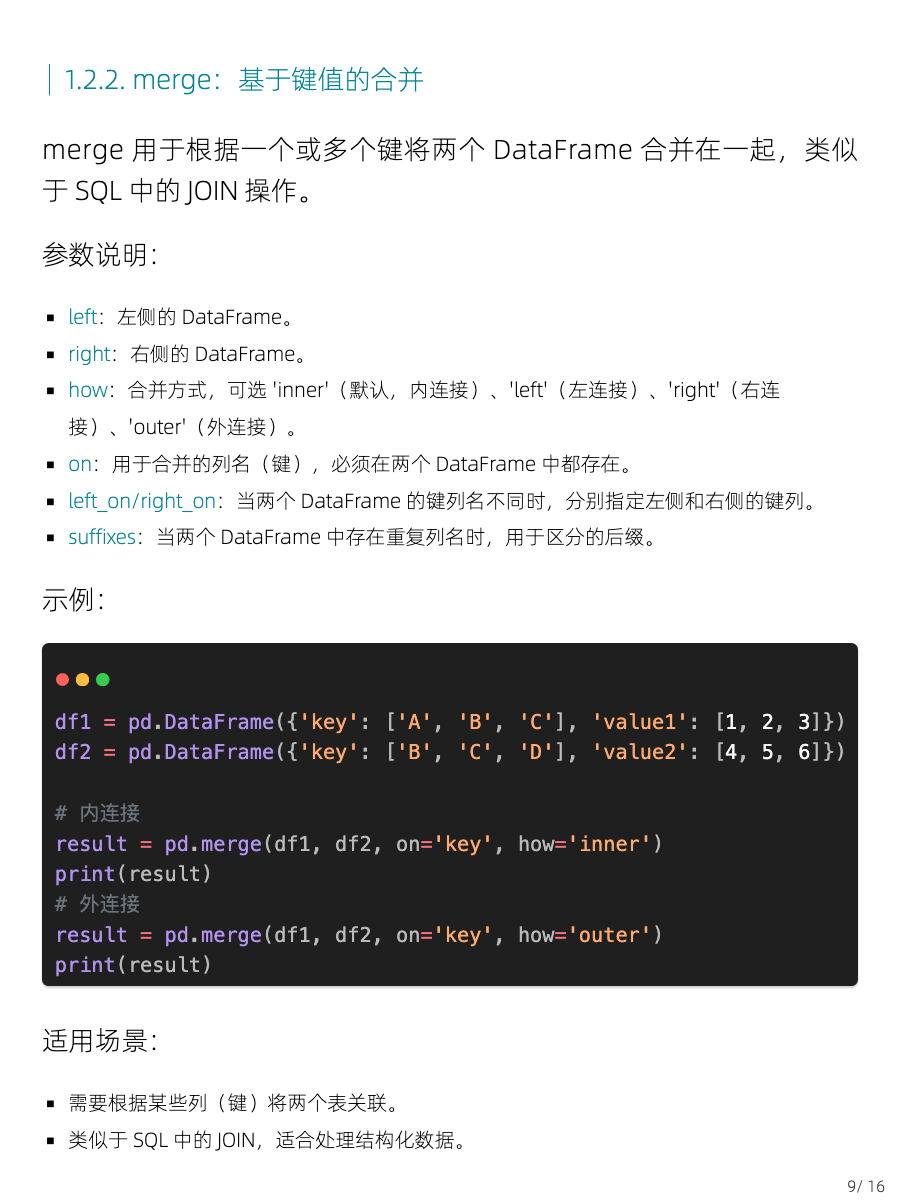 1.2.2. merge：基于键值的合并
merge 用于根据一个或多个键将两个 DataFrame 合并在一起，类似
于 SQL 中的 JOIN 操作。
参数说明：
▪ left：左侧的 DataFrame。
▪ right：右侧的 DataFrame。
▪ how：合并方式，可选 'inner'（默认，内连接）、'left'（左连接）、'right'（右连
接）、'outer'（外连接）。
▪ on：用于合并的列名（键），必须在两个 DataFrame 中都存在。
▪ left_on/right_on：当两个 DataFrame 的键列名不同时，分别指定左侧和右侧的键列。
▪ suffixes：当两个 DataFrame 中存在重复列名时，用于区分的后缀。
示例：
df1 = pd.DataFrame({'key': ['A', 'B', 'C'], 'value1': [1, 2, 3]})
df2 = pd.DataFrame({'key': ['B', 'C', 'D'], 'value2': [4, 5, 6]})
# 内连接
result = pd.merge(df1, df2, on='key', how='inner')
print(result)
# 外连接
result = pd.merge(df1, df2, on='key', how='outer')
print(result)
适用场景：
▪ 需要根据某些列（键）将两个表关联。
▪ 类似于 SQL 中的 JOIN，适合处理结构化数据。
9/ 16